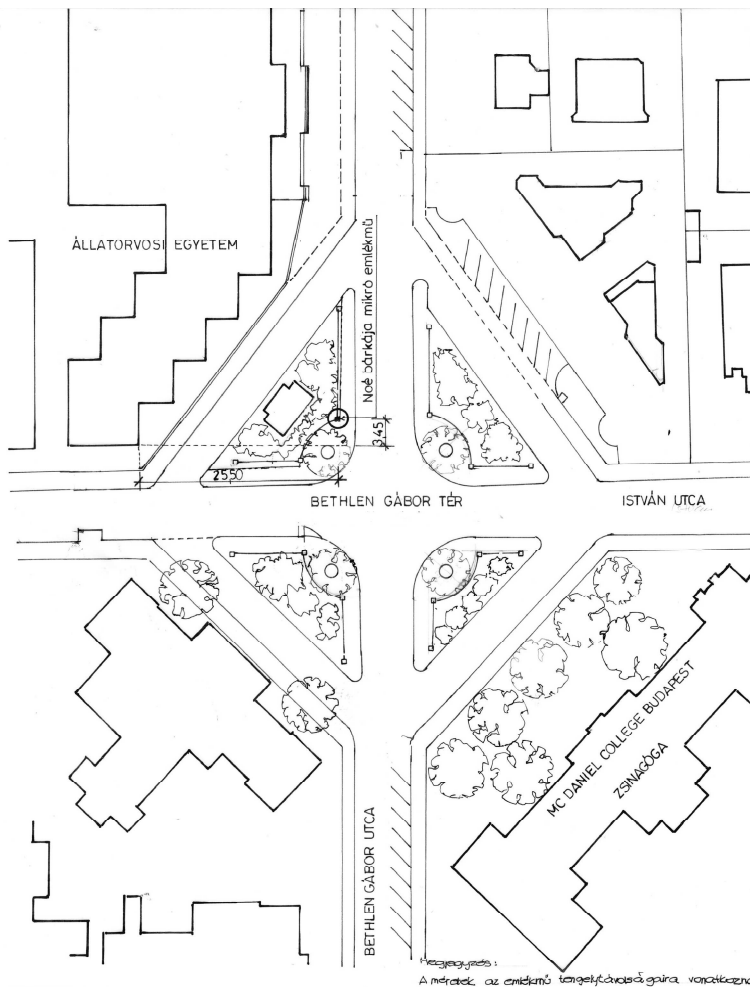 ÁLLATORVOSI EGYETEM
Noé bárkája mikró emlékmű
3,45
25,50
BETHLEN GÁBOR TÉR
ISTVÁN UTCA
MC DANIEL COLLEGE BUDAPEST
ZSINAGÓGA
BETHLEN GÁBOR UTCA
Megjegyzés:
A méretek az emlékmű tengelytávolságaira